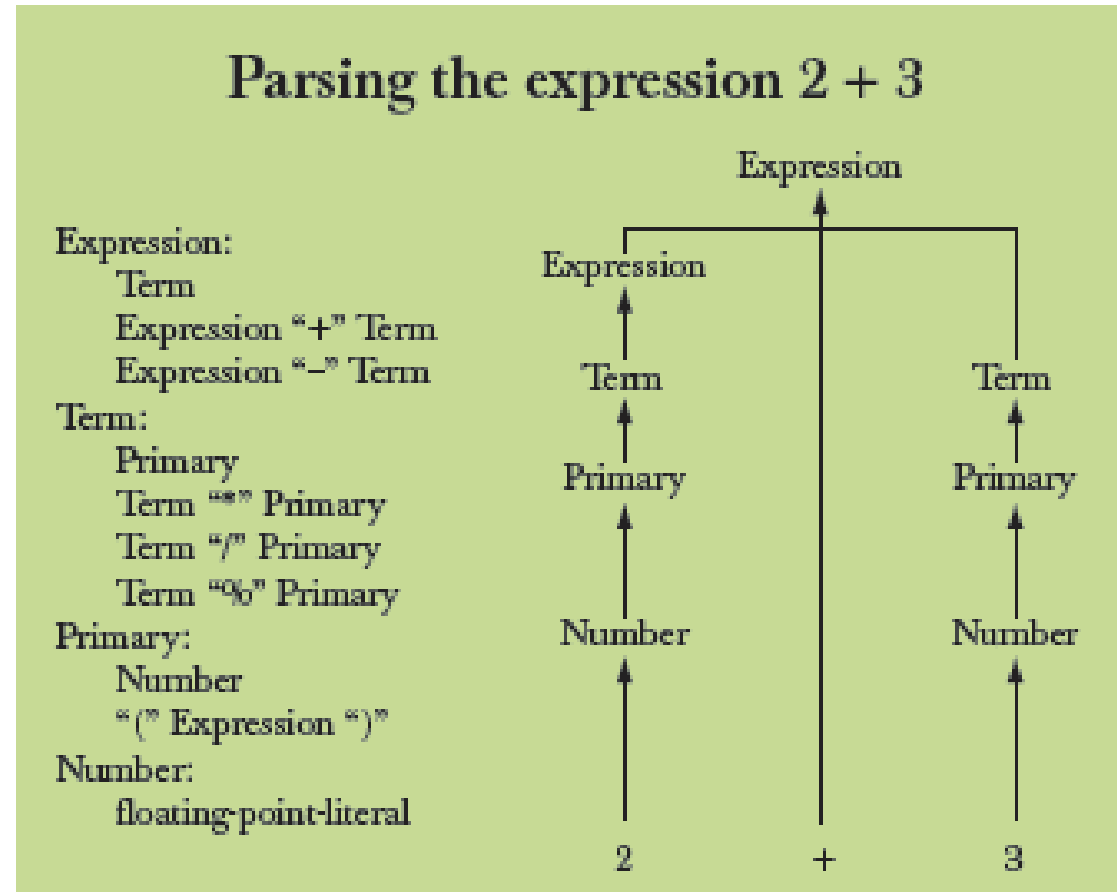 Parsing the expression 2 + 3
Expression:
Term
Expression “+” Term
Expression “–” Term
Term:
Primary
Term “*” Primary
Term “/” Primary
Term “%” Primary
Primary:
Number
“(” Expression “)”
Number:
floating-point-literal
Expression
Expression
Term Term
Primary Primary
Number Number
2 + 3